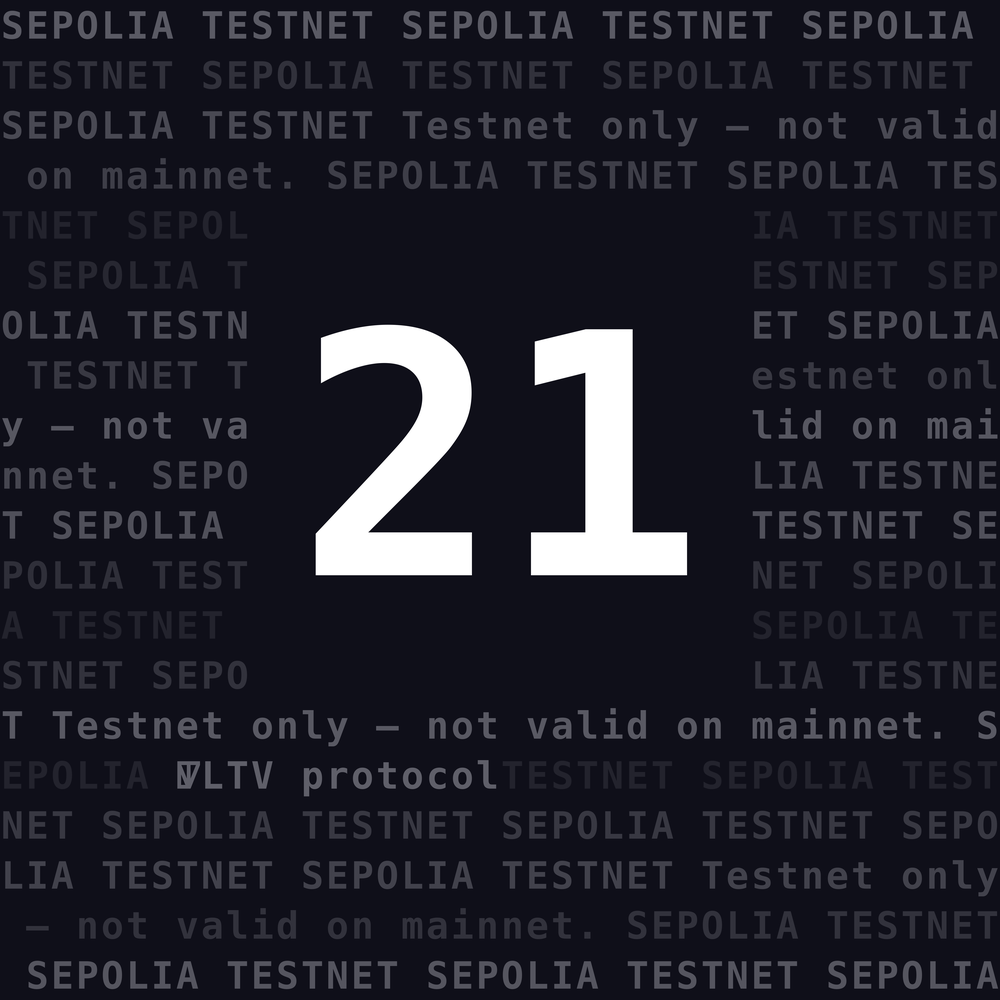 SEPOLIA TESTNET SEPOLIA TESTNET SEPOLIA
TESTNET SEPOLIA TESTNET SEPOLIA TESTNET
SEPOLIA TESTNET Testnet only — not valid
on mainnet. SEPOLIA TESTNET SEPOLIA TES
TNET SEPOL IA TESTNET
SEPOLIA T ESTNET SEP
OLIA TESTN ET SEPOLIA
TESTNET T estnet onl
y — not va lid on mai
nnet. SEPO LIA TESTNE
T SEPOLIA TESTNET SE
POLIA TEST NET SEPOLI
A TESTNET SEPOLIA TE
STNET SEPO LIA TESTNE
21
T Testnet only — not valid on mainnet. S
EPOLIA VLTV protocolTESTNET SEPOLIA TEST
NET SEPOLIA TESTNET SEPOLIA TESTNET SEPO
LIA TESTNET SEPOLIA TESTNET Testnet only
— not valid on mainnet. SEPOLIA TESTNET
SEPOLIA TESTNET SEPOLIA TESTNET SEPOLIA